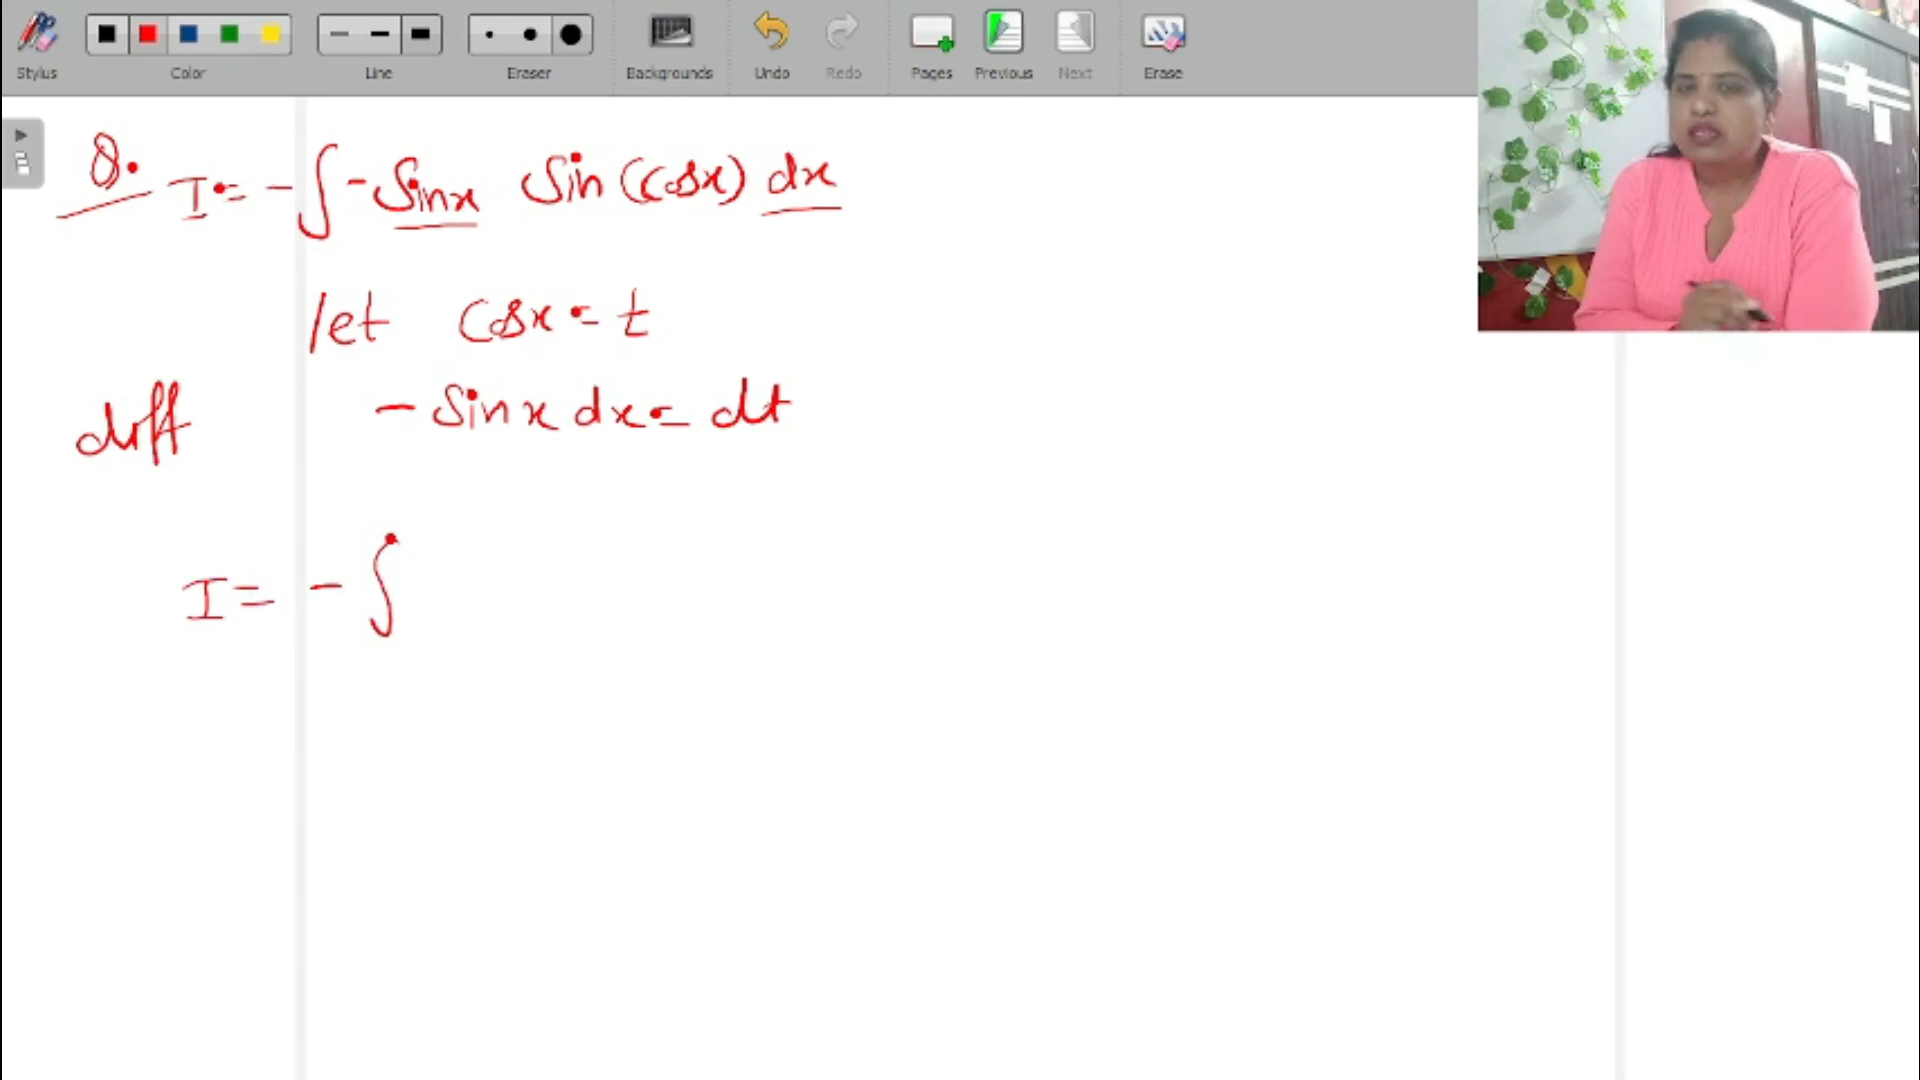 Stylus Color Line Eraser Backgrounds Undo Redo Pages Previous Next Erase
Q. I = - ∫ - Sinx Sin (Cosx) dx
let Cosx = t
diff - Sinx dx = dt
I = - ∫